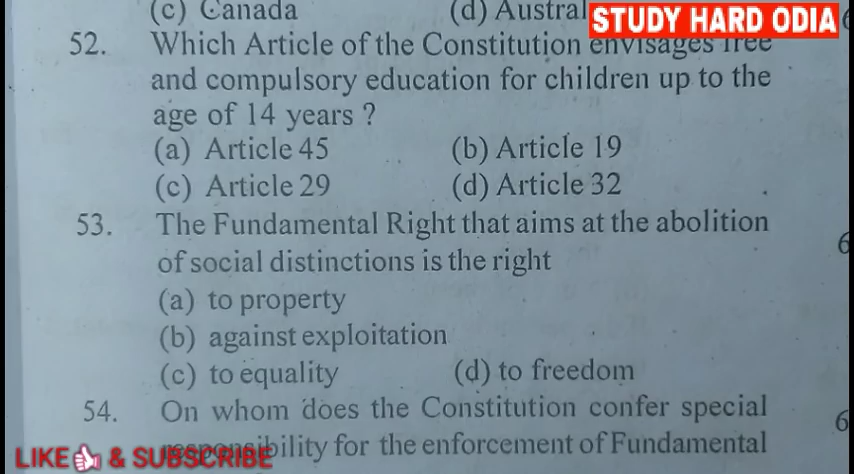 (c) Canada (d) Austral
STUDY HARD ODIA
52. Which Article of the Constitution envisages free
and compulsory education for children up to the
age of 14 years ?
(a) Article 45 (b) Article 19
(c) Article 29 (d) Article 32
53. The Fundamental Right that aims at the abolition
of social distinctions is the right
(a) to property
(b) against exploitation
(c) to equality (d) to freedom
54. On whom does the Constitution confer special
responsibility for the enforcement of Fundamental
LIKE & SUBSCRIBE
6
6